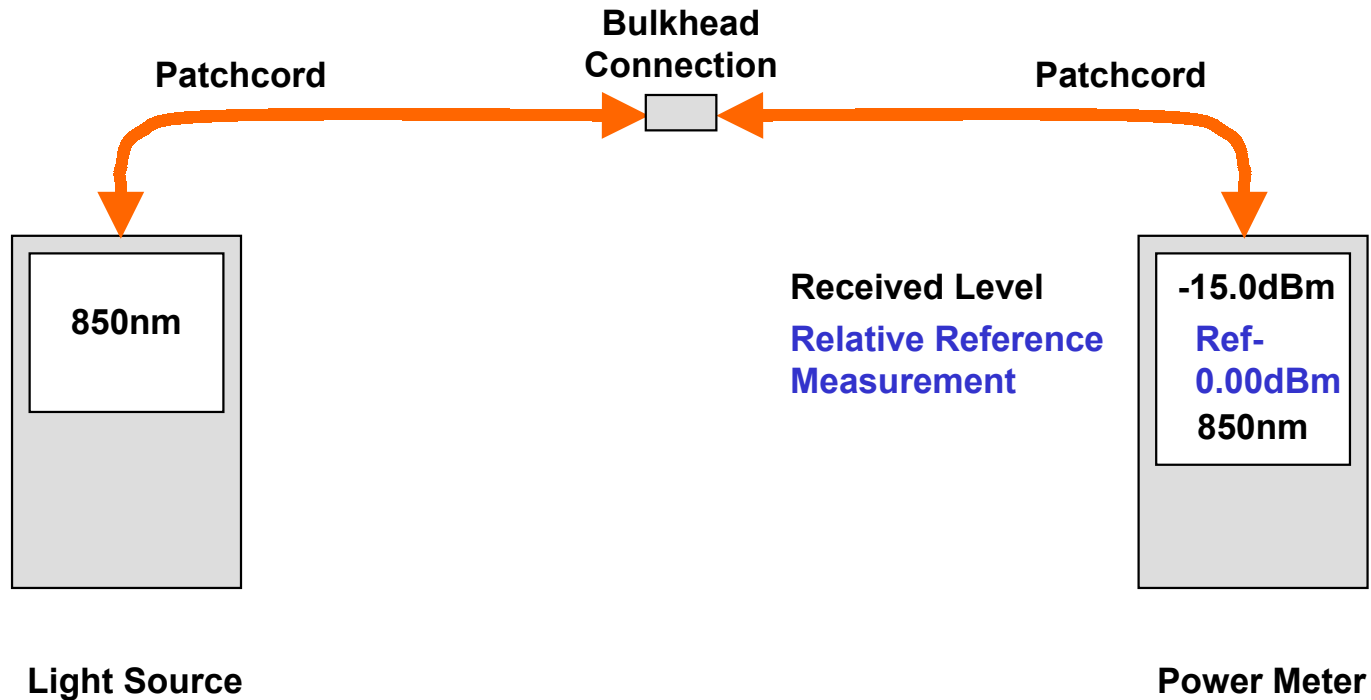 Bulkhead
Connection
Patchcord
Patchcord
850nm
Received Level
-15.0dBm
Relative Reference
Measurement
Ref-
0.00dBm
850nm
Light Source
Power Meter